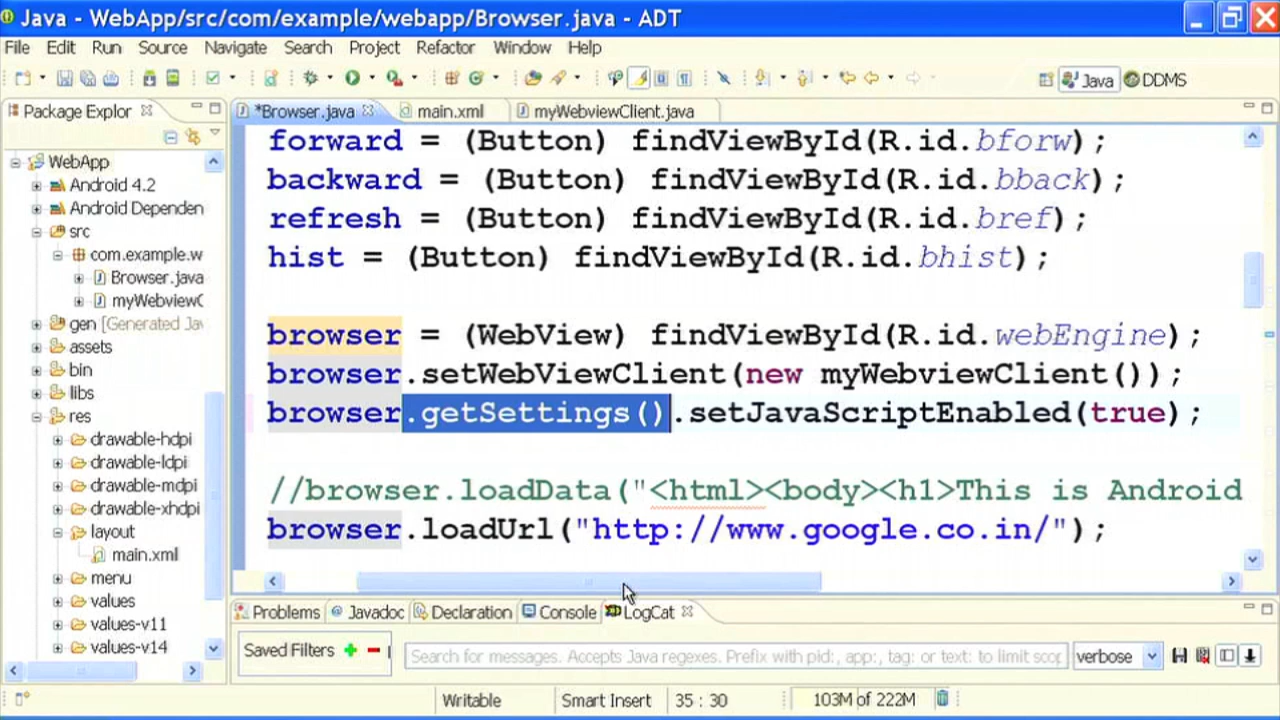 Java - WebApp/src/com/example/webapp/Browser.java - ADT
File Edit Run Source Navigate Search Project Refactor Window Help
Java DDMS
Package Explor
*Browser.java main.xml myWebviewClient.java
WebApp
Android 4.2
Android Dependen
src
com.example.w
Browser.java
myWebviewC
gen [Generated Jav
assets
bin
libs
res
drawable-hdpi
drawable-ldpi
drawable-mdpi
drawable-xhdpi
layout
main.xml
menu
values
values-v11
values-v14
forward = (Button) findViewById(R.id.bforw);
backward = (Button) findViewById(R.id.bback);
refresh = (Button) findViewById(R.id.bref);
hist = (Button) findViewById(R.id.bhist);
browser = (WebView) findViewById(R.id.webEngine);
browser.setWebViewClient(new myWebviewClient());
browser.getSettings().setJavaScriptEnabled(true);
//browser.loadData("<html><body><h1>This is Android
browser.loadUrl("http://www.google.co.in/");
Problems @ Javadoc Declaration Console LogCat
Saved Filters
Search for messages. Accepts Java regexes. Prefix with pid:, app:, tag: or text: to limit scop
verbose
Writable Smart Insert 35 : 30 103M of 222M